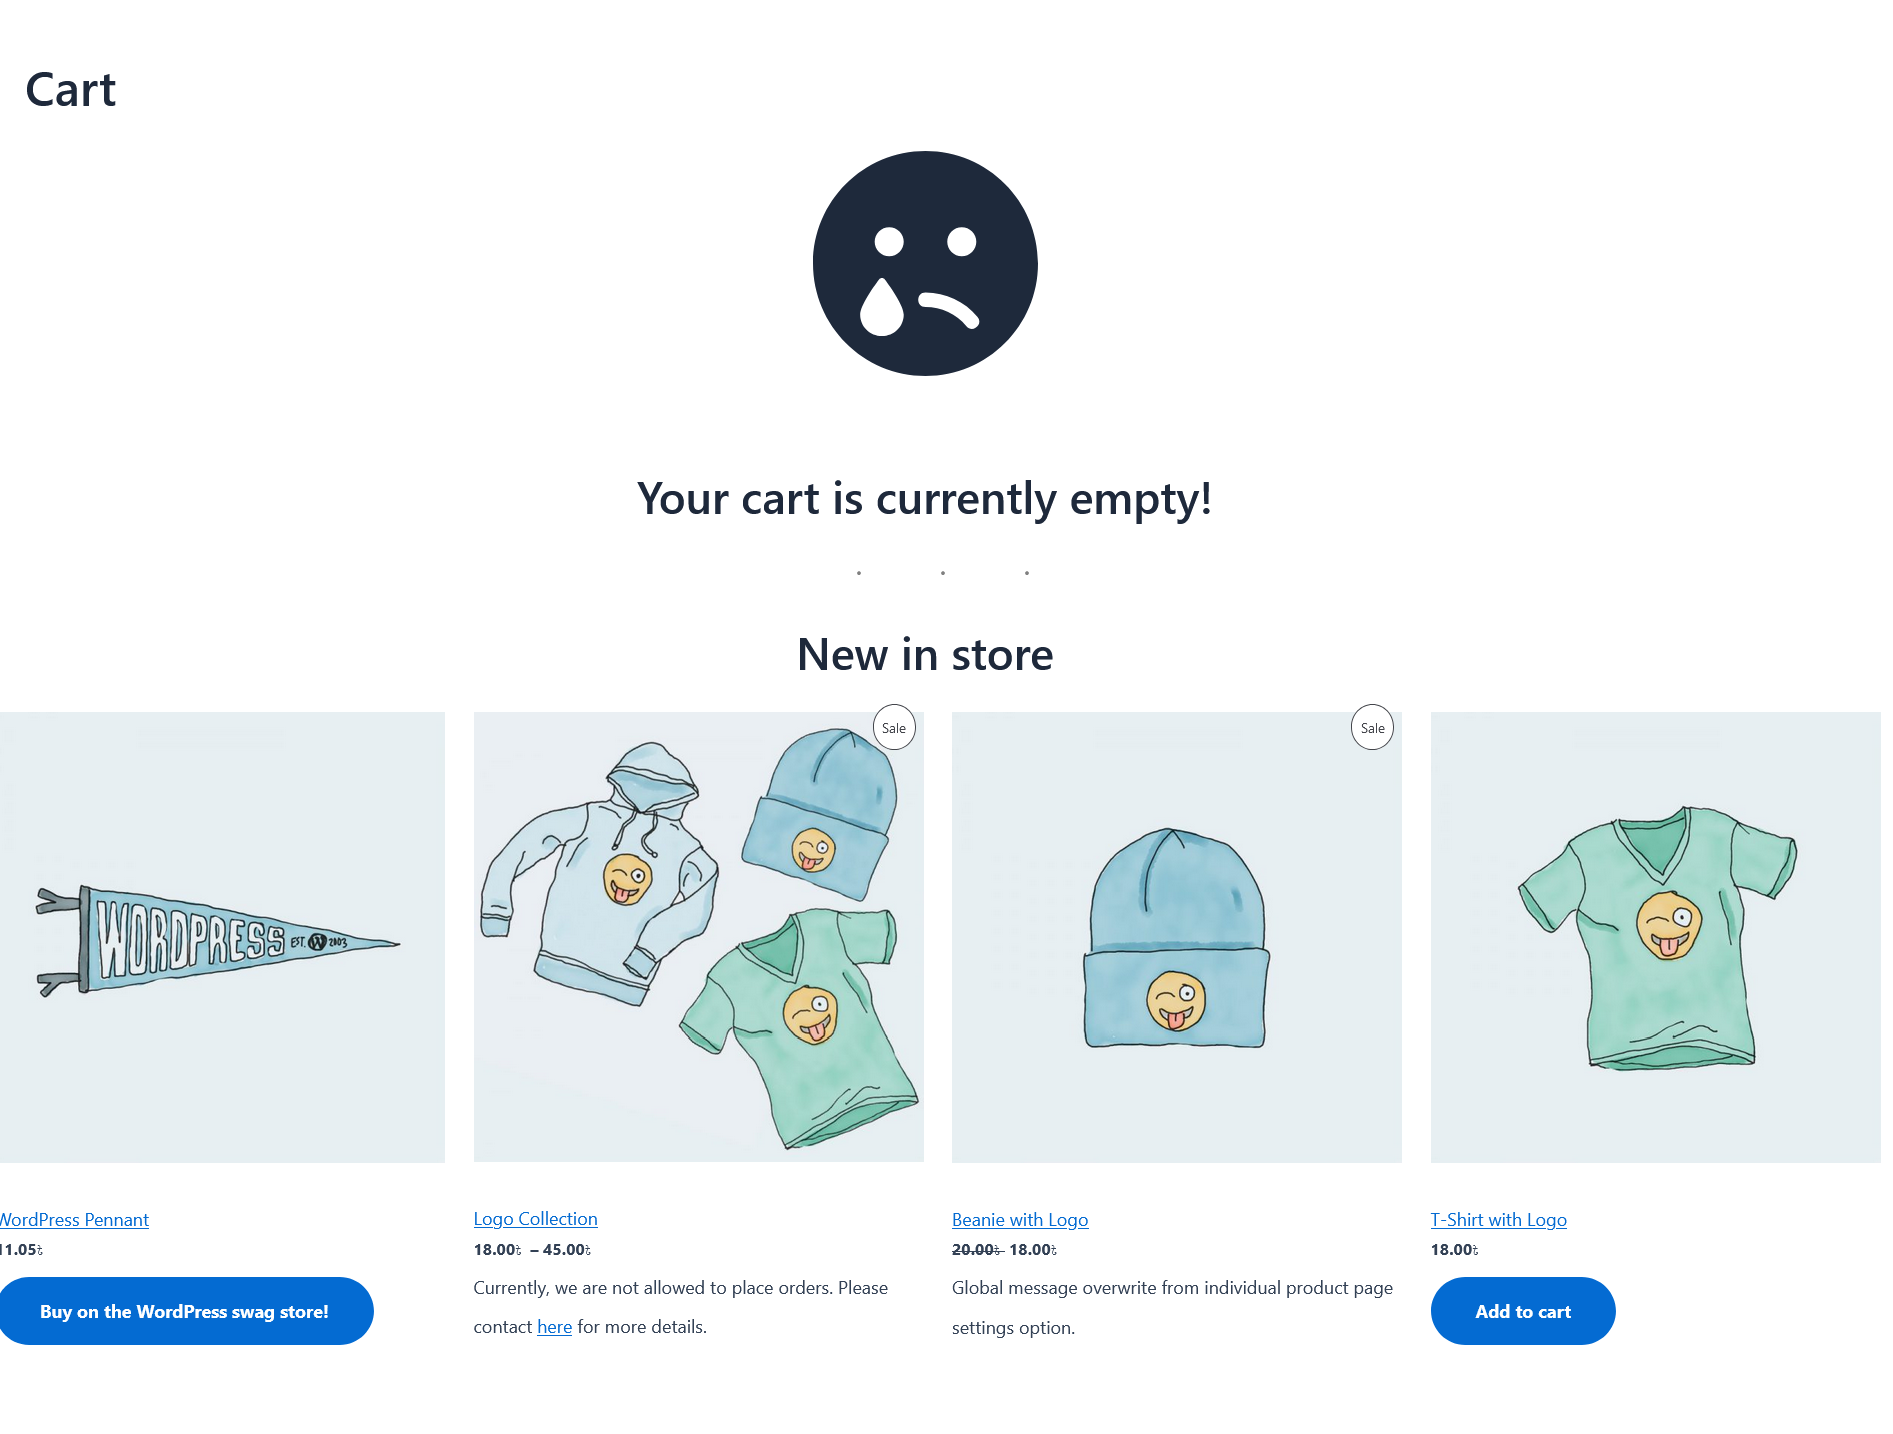 Cart
Your cart is currently empty!
· · ·
New in store
Sale
Sale
WORDPRESS EST. W 2003
WordPress Pennant
11.05৳
Buy on the WordPress swag store!
Logo Collection
18.00৳ – 45.00৳
Currently, we are not allowed to place orders. Please
contact here for more details.
Beanie with Logo
20.00৳ 18.00৳
Global message overwrite from individual product page
settings option.
T-Shirt with Logo
18.00৳
Add to cart